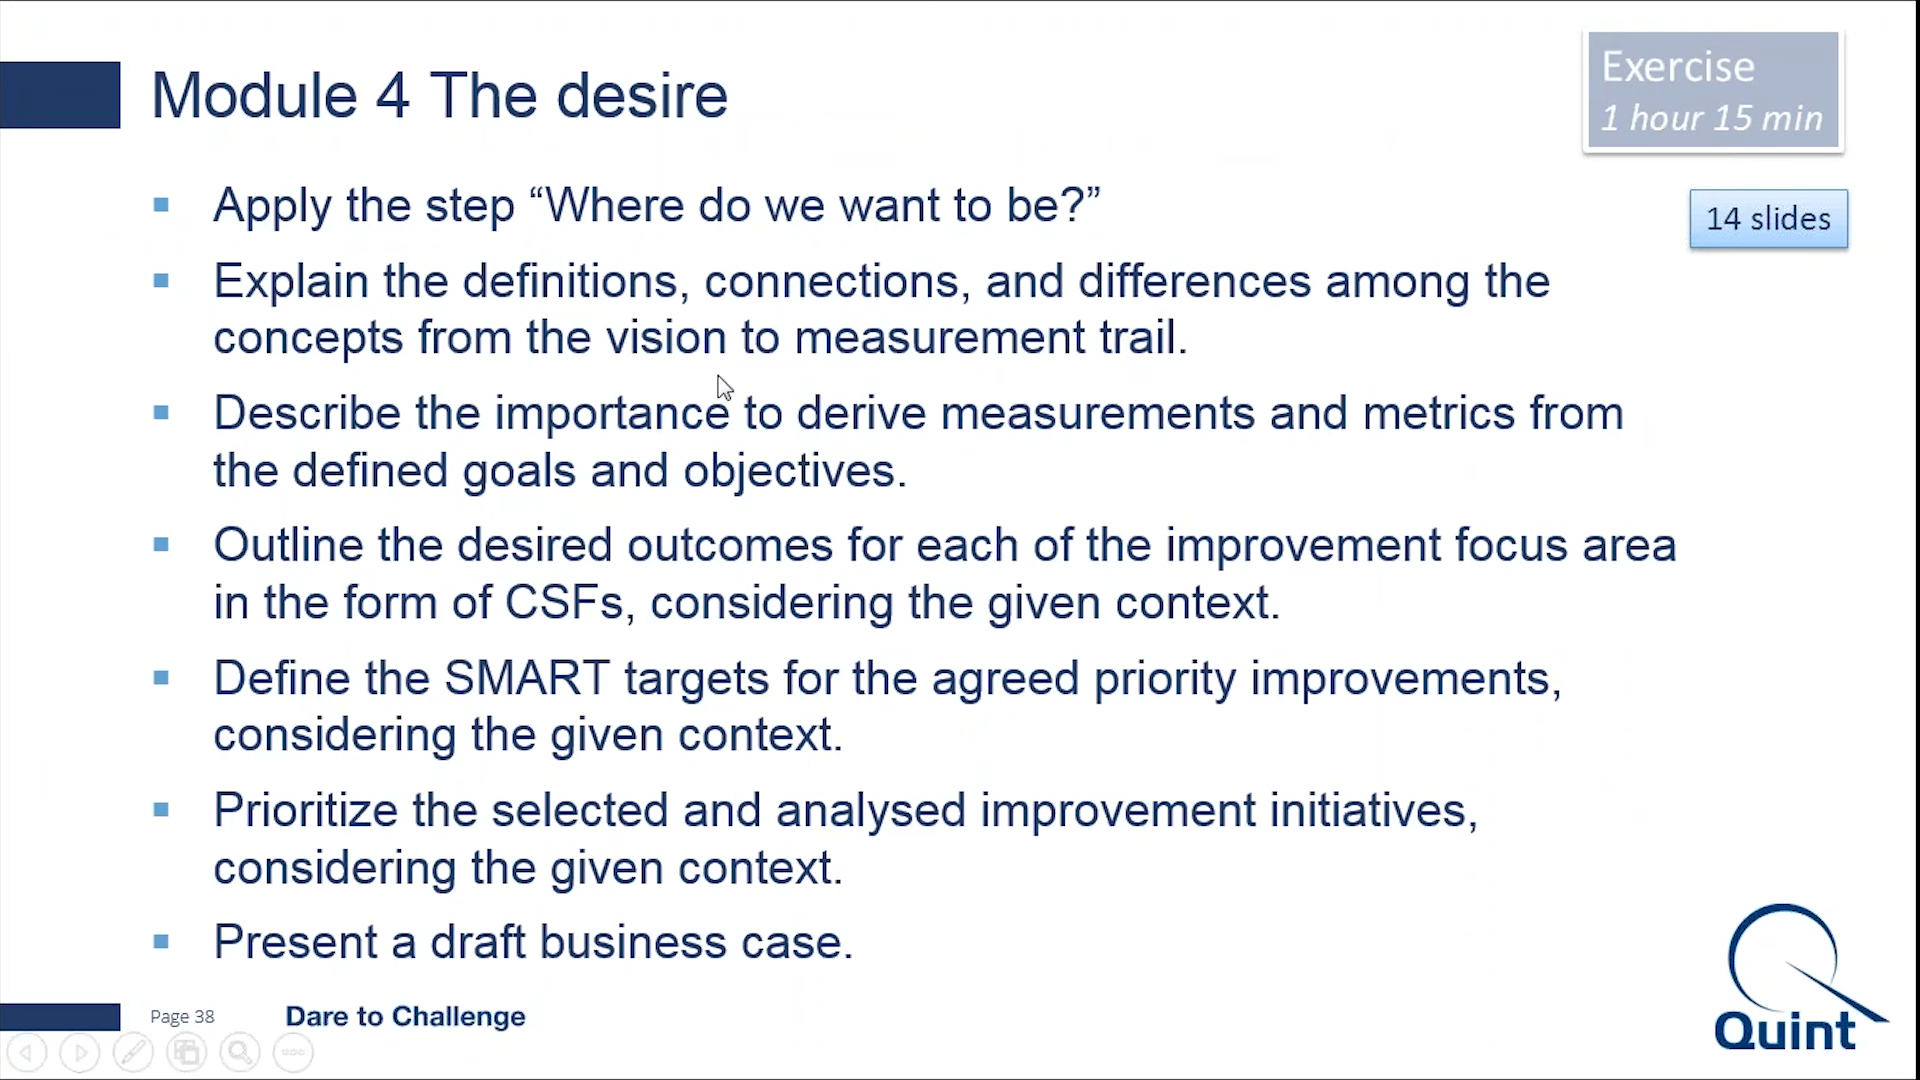 Module 4 The desire
Exercise
1 hour 15 min
14 slides
Apply the step “Where do we want to be?”
Explain the definitions, connections, and differences among the
concepts from the vision to measurement trail.
Describe the importance to derive measurements and metrics from
the defined goals and objectives.
Outline the desired outcomes for each of the improvement focus area
in the form of CSFs, considering the given context.
Define the SMART targets for the agreed priority improvements,
considering the given context.
Prioritize the selected and analysed improvement initiatives,
considering the given context.
Present a draft business case.
Page 38
Dare to Challenge
Quint